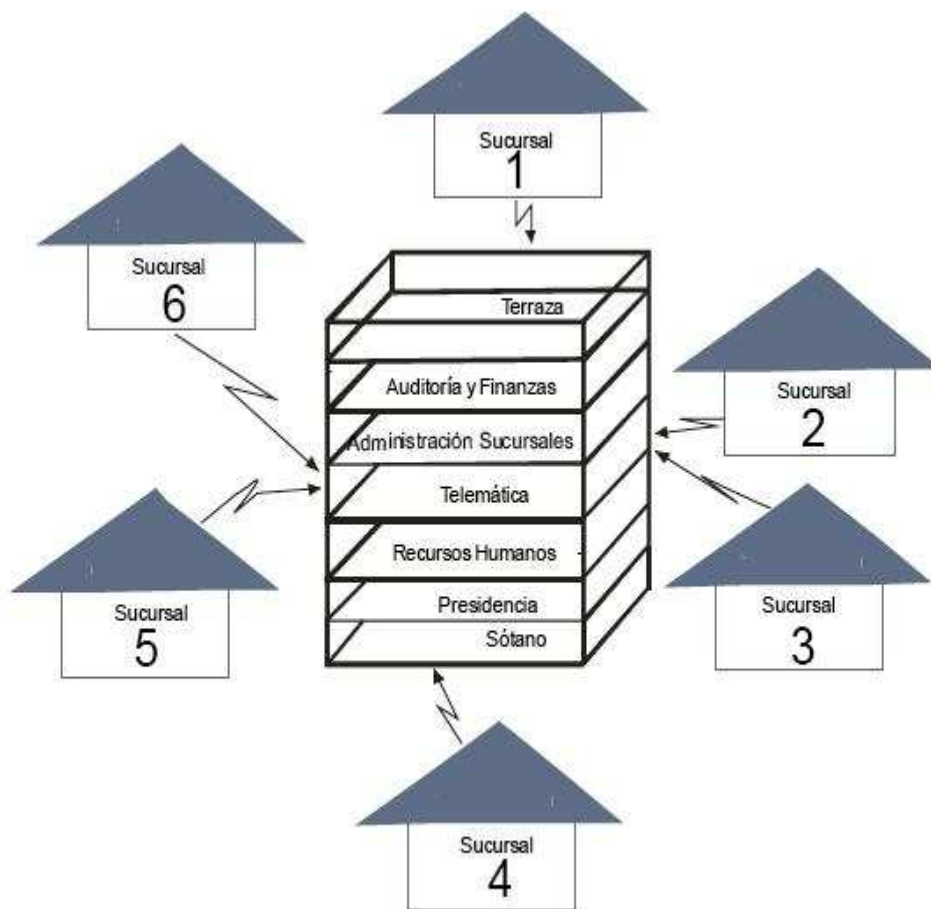 Sucursal
1
Sucursal
6
Terraza
Auditoría y Finanzas
Administración Sucursales
Telemática
Recursos Humanos
Presidencia
Sótano
Sucursal
2
Sucursal
5
Sucursal
3
Sucursal
4